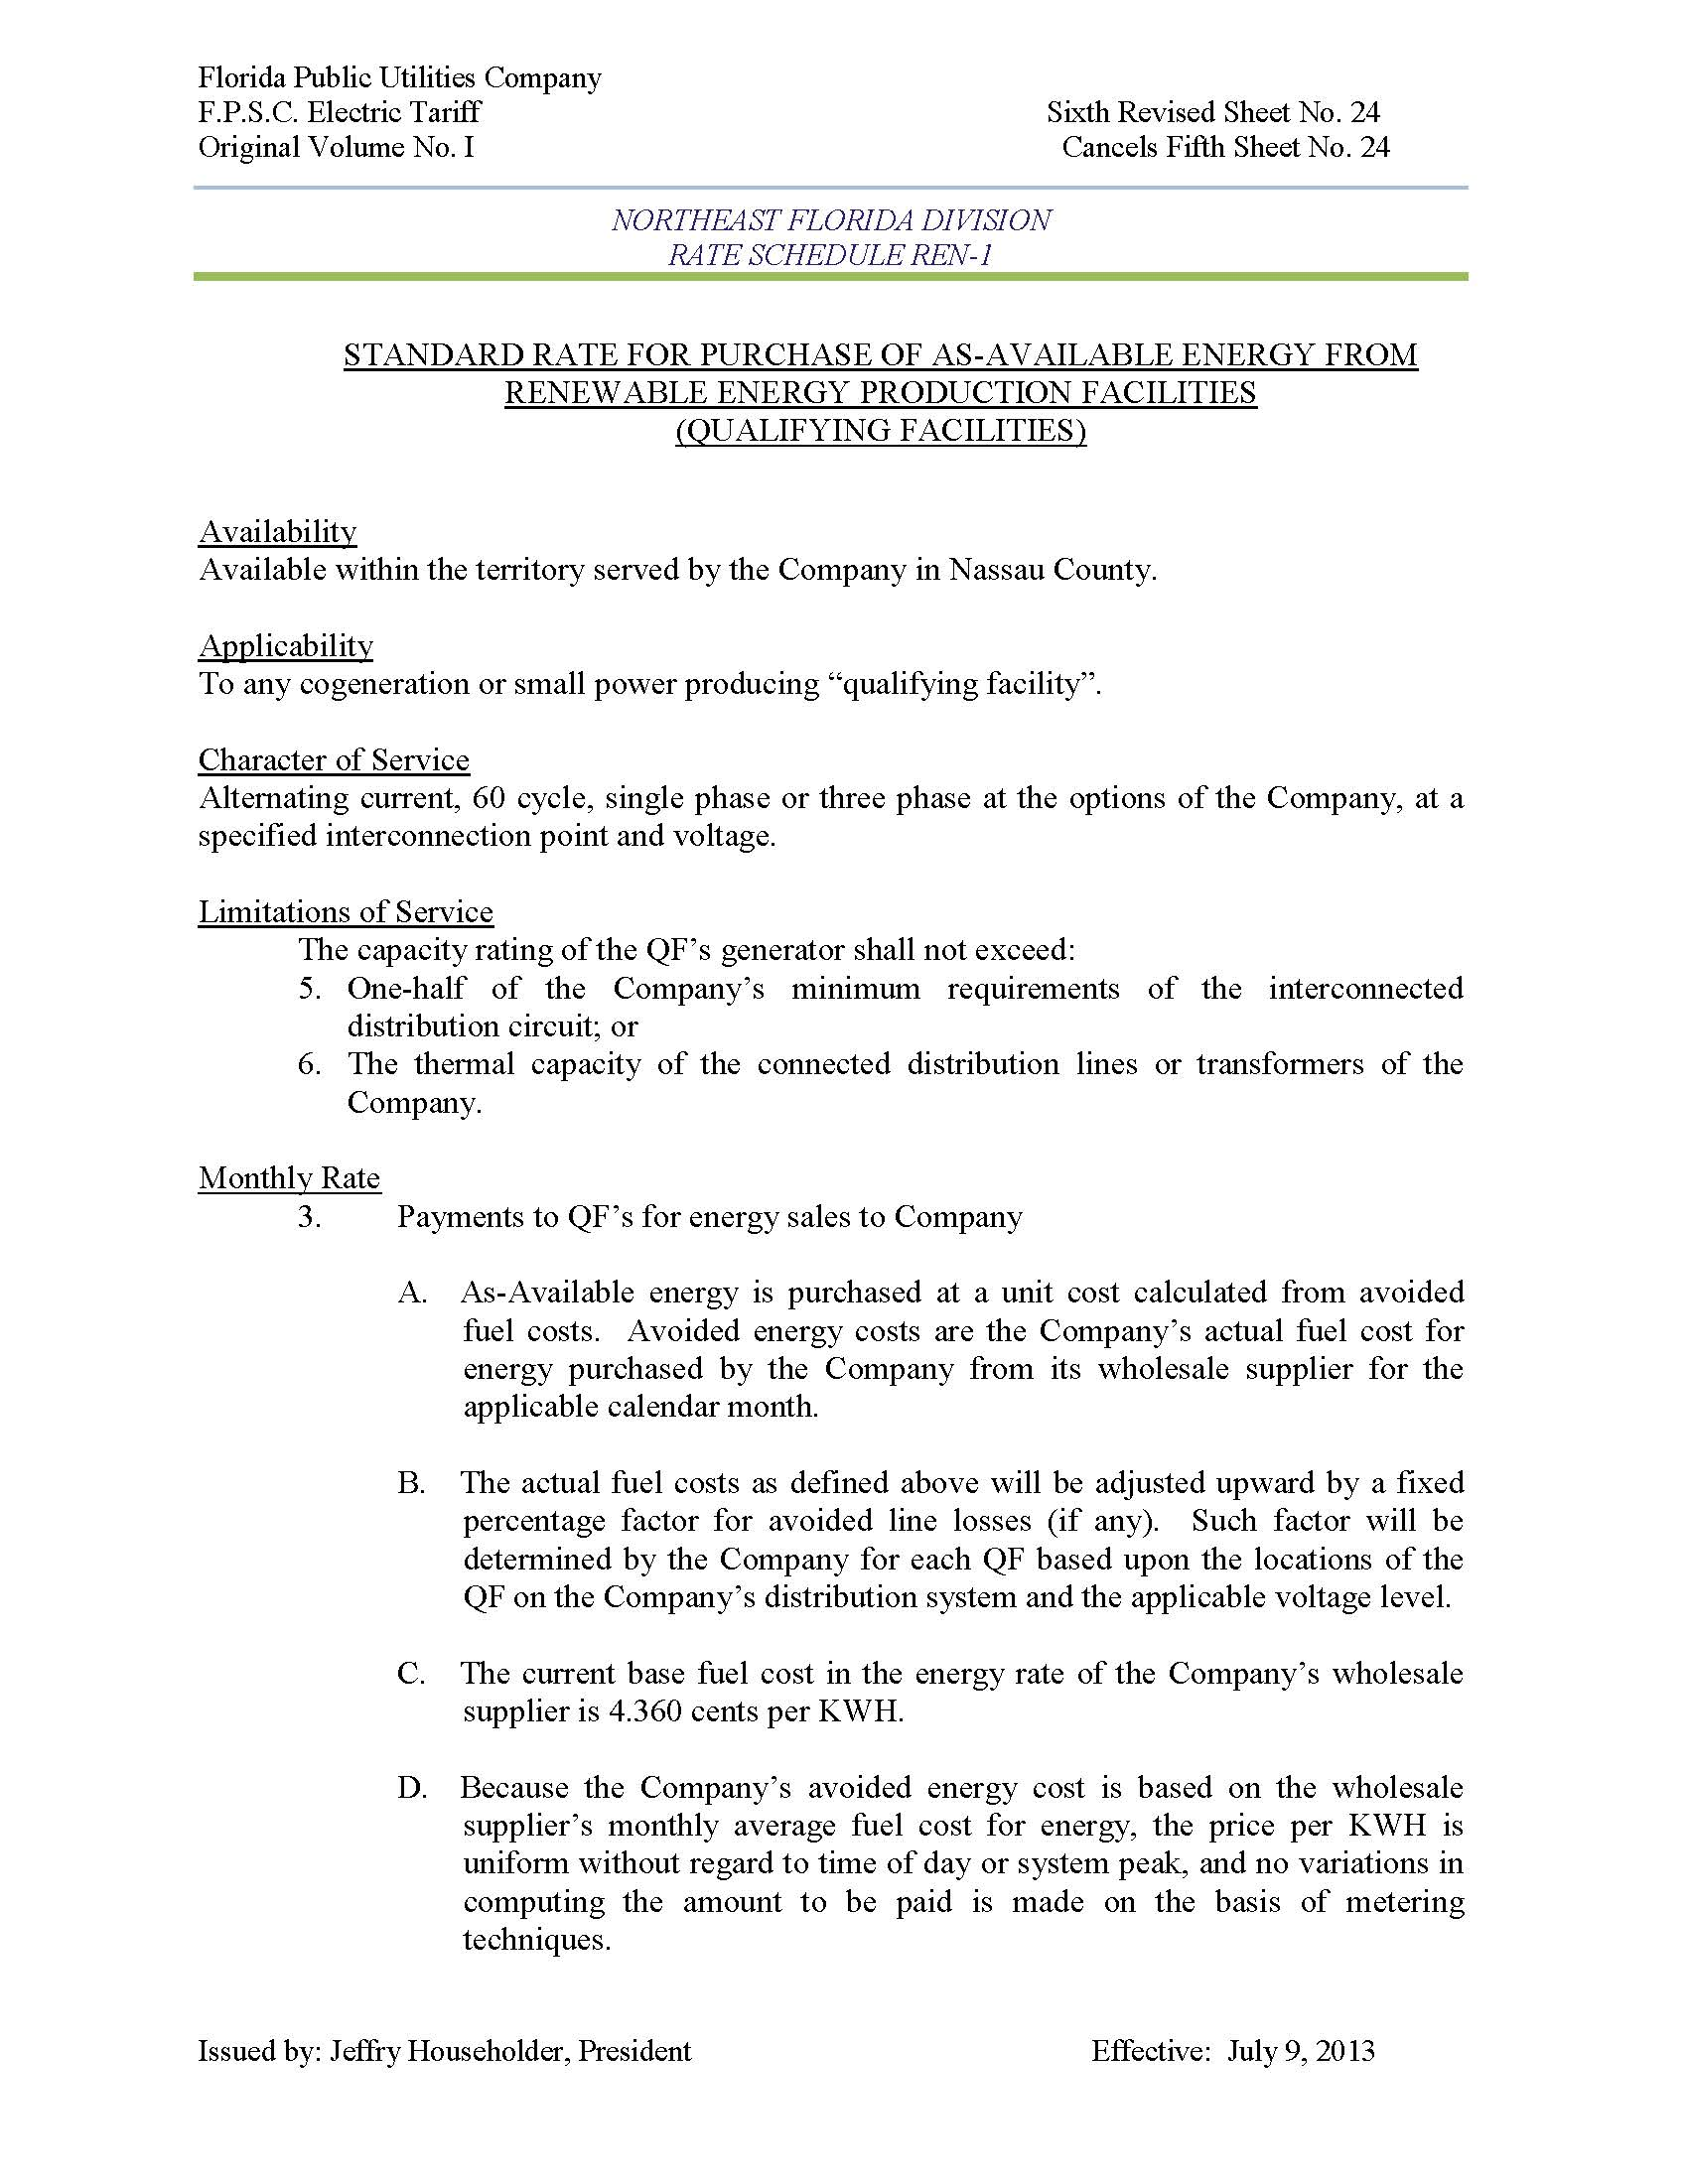 Florida Public Utilities Company
F.P.S.C. Electric Tariff
Sixth Revised Sheet No. 24
Original Volume No. I
Cancels Fifth Sheet No. 24
NORTHEAST FLORIDA DIVISION
RATE SCHEDULE REN-1
STANDARD RATE FOR PURCHASE OF AS-AVAILABLE ENERGY FROM
RENEWABLE ENERGY PRODUCTION FACILITIES
(QUALIFYING FACILITIES)
Availability
Available within the territory served by the Company in Nassau County.
Applicability
To any cogeneration or small power producing “qualifying facility”.
Character of Service
Alternating current, 60 cycle, single phase or three phase at the options of the Company, at a
specified interconnection point and voltage.
Limitations of Service
The capacity rating of the QF’s generator shall not exceed:
5. One-half of the Company’s minimum requirements of the interconnected
distribution circuit; or
6. The thermal capacity of the connected distribution lines or transformers of the
Company.
Monthly Rate
3. Payments to QF’s for energy sales to Company
A. As-Available energy is purchased at a unit cost calculated from avoided
fuel costs. Avoided energy costs are the Company’s actual fuel cost for
energy purchased by the Company from its wholesale supplier for the
applicable calendar month.
B. The actual fuel costs as defined above will be adjusted upward by a fixed
percentage factor for avoided line losses (if any). Such factor will be
determined by the Company for each QF based upon the locations of the
QF on the Company’s distribution system and the applicable voltage level.
C. The current base fuel cost in the energy rate of the Company’s wholesale
supplier is 4.360 cents per KWH.
D. Because the Company’s avoided energy cost is based on the wholesale
supplier’s monthly average fuel cost for energy, the price per KWH is
uniform without regard to time of day or system peak, and no variations in
computing the amount to be paid is made on the basis of metering
techniques.
Issued by: Jeffry Householder, President
Effective: July 9, 2013